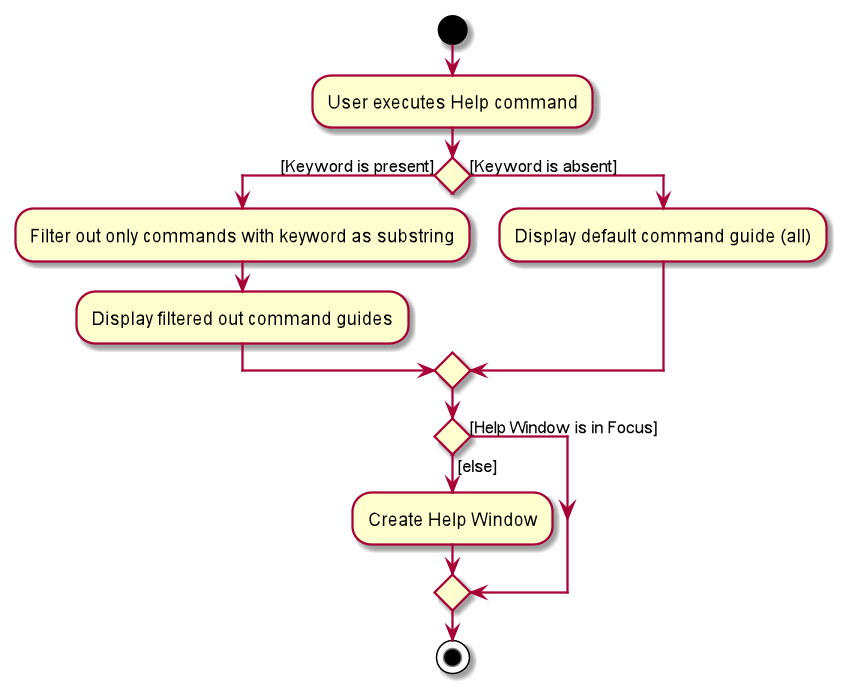 User executes Help command
[Keyword is present]
[Keyword is absent]
Filter out only commands with keyword as substring
Display default command guide (all)
Display filtered out command guides
[Help Window is in Focus]
[else]
Create Help Window